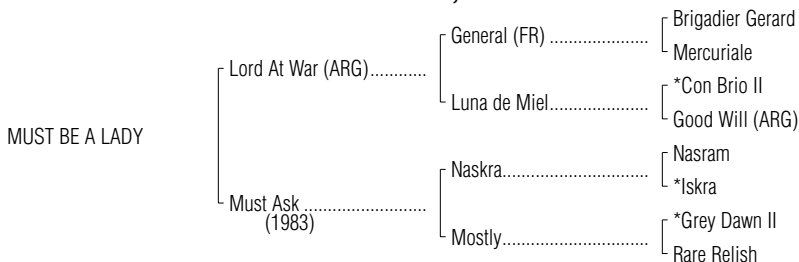 Brigadier Gerard
General (FR) ....................
Mercuriale
Lord At War (ARG)............
*Con Brio II
Luna de Miel....................
Good Will (ARG)
MUST BE A LADY
Nasram
Naskra..............................
*Iskra
Must Ask .........................
(1983)
*Grey Dawn II
Mostly..............................
Rare Relish